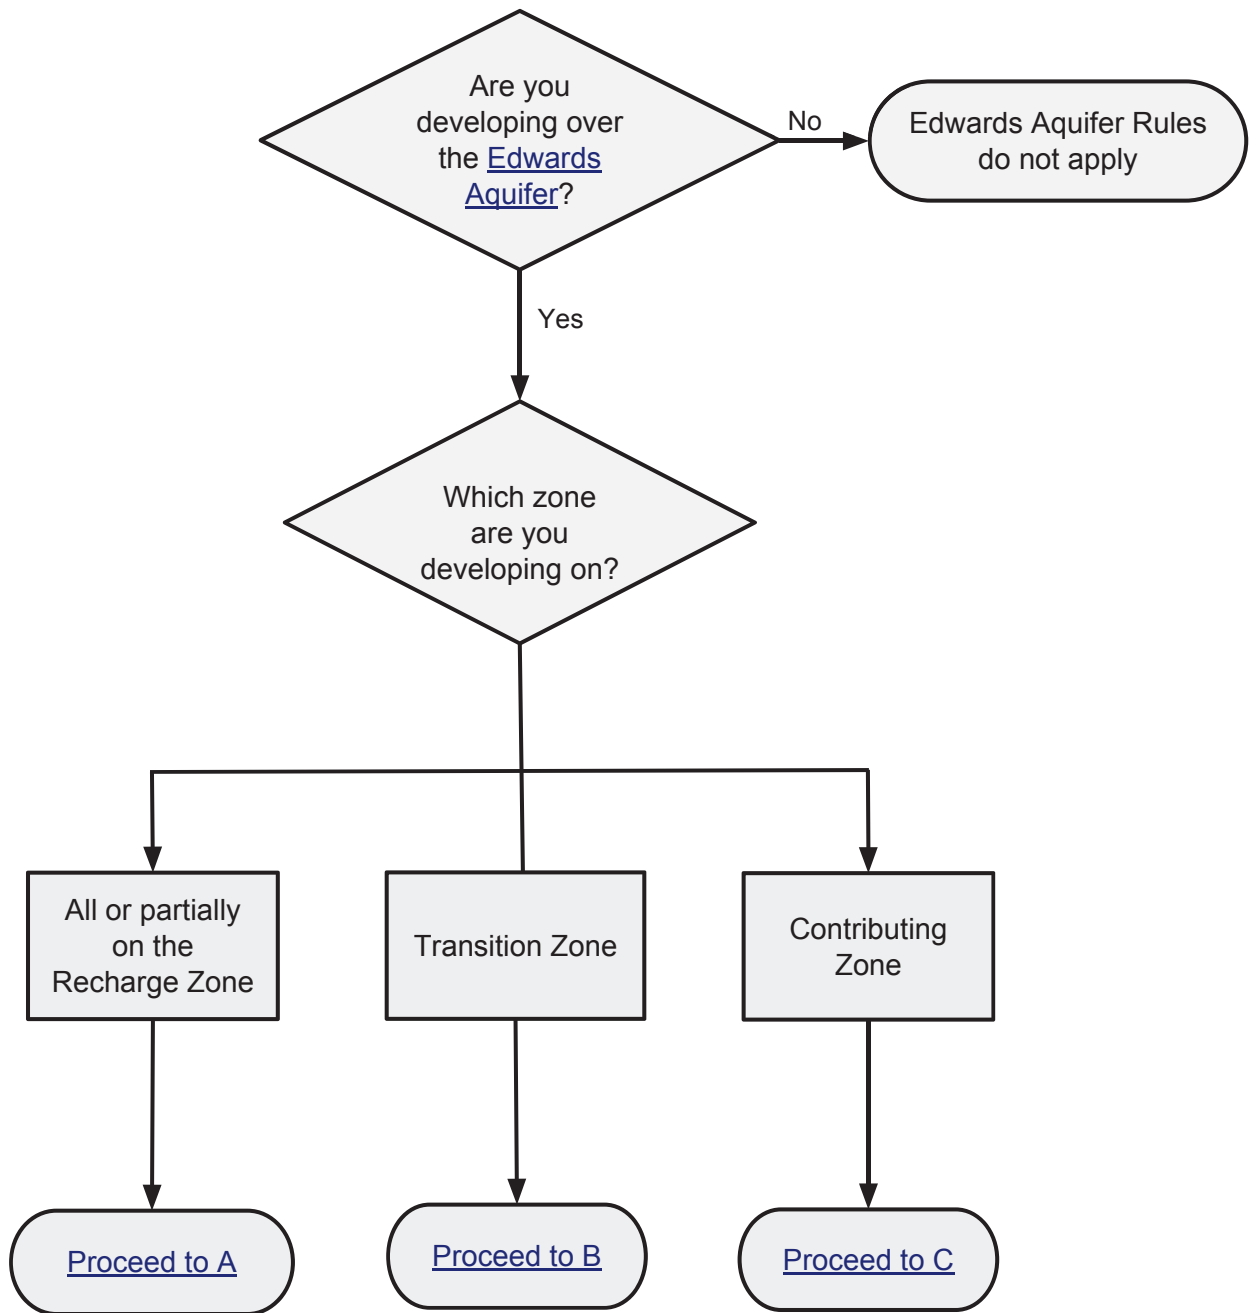 Are you
developing over
the Edwards
Aquifer?
No
Edwards Aquifer Rules
do not apply
Yes
Which zone
are you
developing on?
All or partially
on the
Recharge Zone
Transition Zone
Contributing
Zone
Proceed to A
Proceed to B
Proceed to C